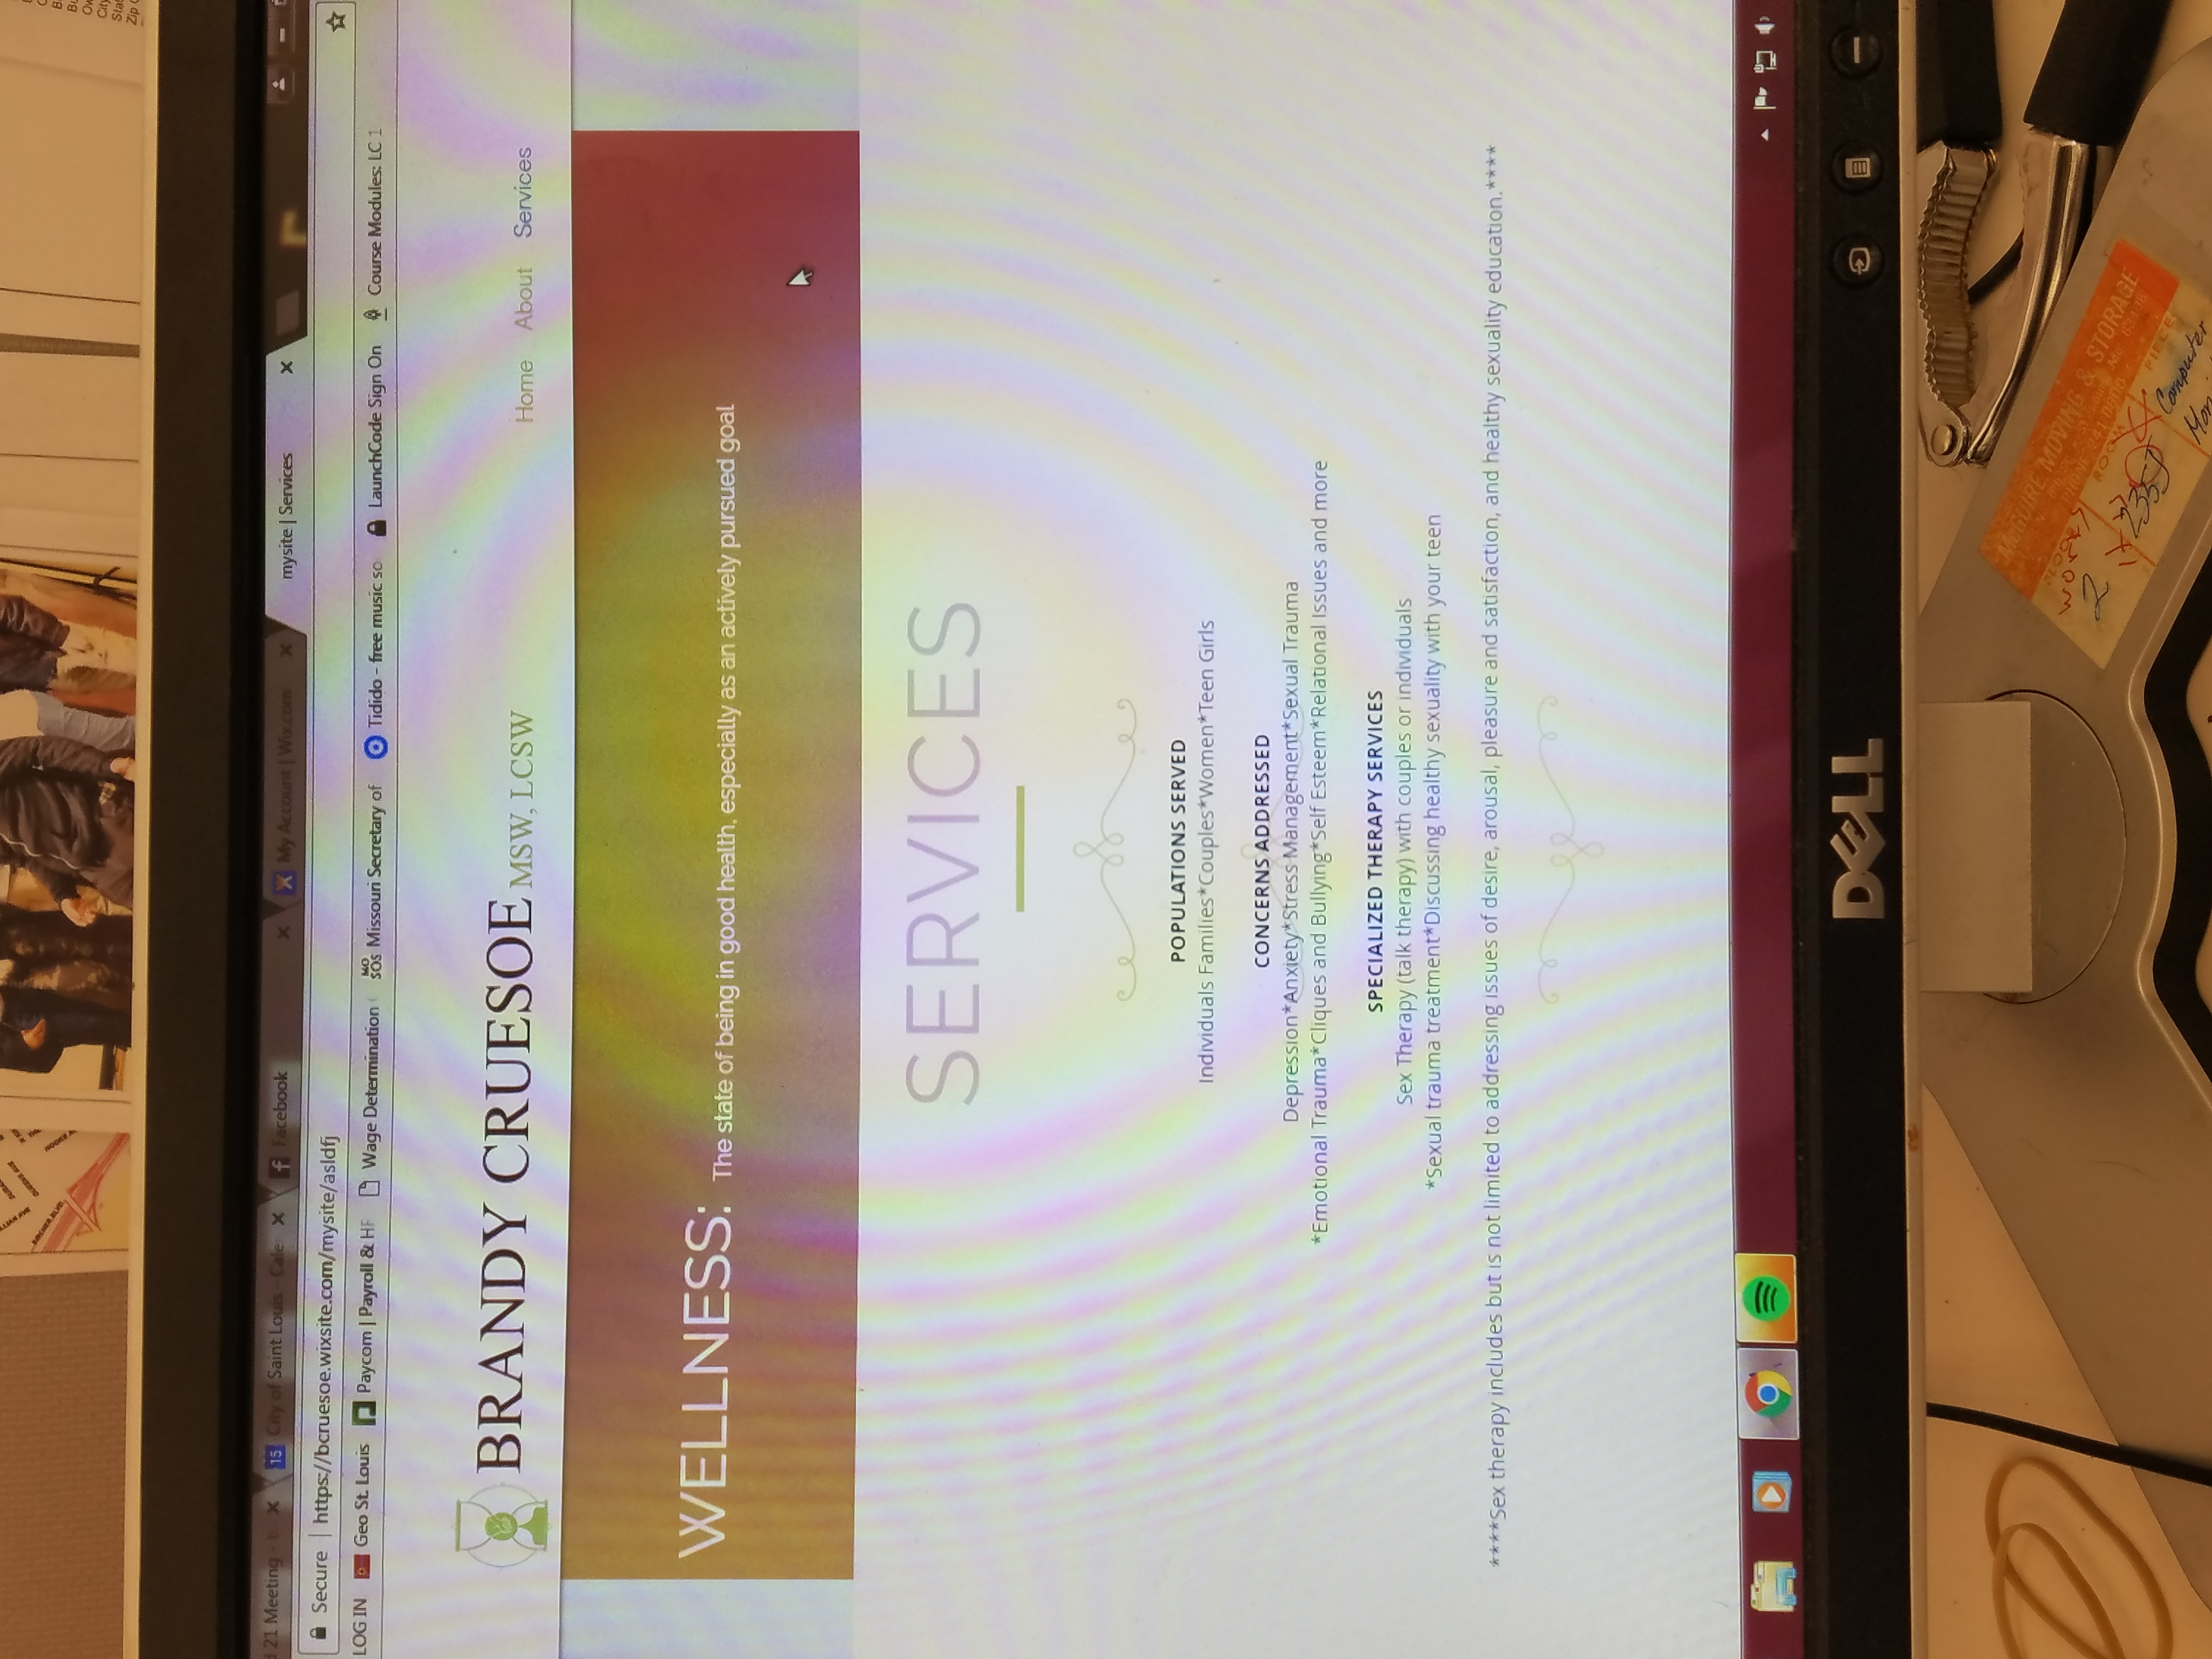 BIRCHER BLVD.
21 Meeting - t
15 City of Saint Louis - Cale
Facebook
My Account | Wix.com
mysite | Services
Secure https://bcruesoe.wixsite.com/mysite/asldfj
LOG IN Geo St. Louis Paycom | Payroll & HR Wage Determination MO SOS Missouri Secretary of Tidido - free music so LaunchCode Sign On Course Modules: LC 1
BRANDY CRUESOE MSW, LCSW
Home About Services
WELLNESS: The state of being in good health, especially as an actively pursued goal
SERVICES
POPULATIONS SERVED
Individuals Families*Couples*Women*Teen Girls
CONCERNS ADDRESSED
Depression*Anxiety*Stress Management*Sexual Trauma
*Emotional Trauma*Cliques and Bullying*Self Esteem*Relational Issues and more
SPECIALIZED THERAPY SERVICES
Sex Therapy (talk therapy) with couples or individuals
*Sexual trauma treatment*Discussing healthy sexuality with your teen
****Sex therapy includes but is not limited to addressing issues of desire, arousal, pleasure and satisfaction, and healthy sexuality education.****
DELL
McGUIRE MOVING & STORAGE
ROOM
PIECE
2
235J
Computer